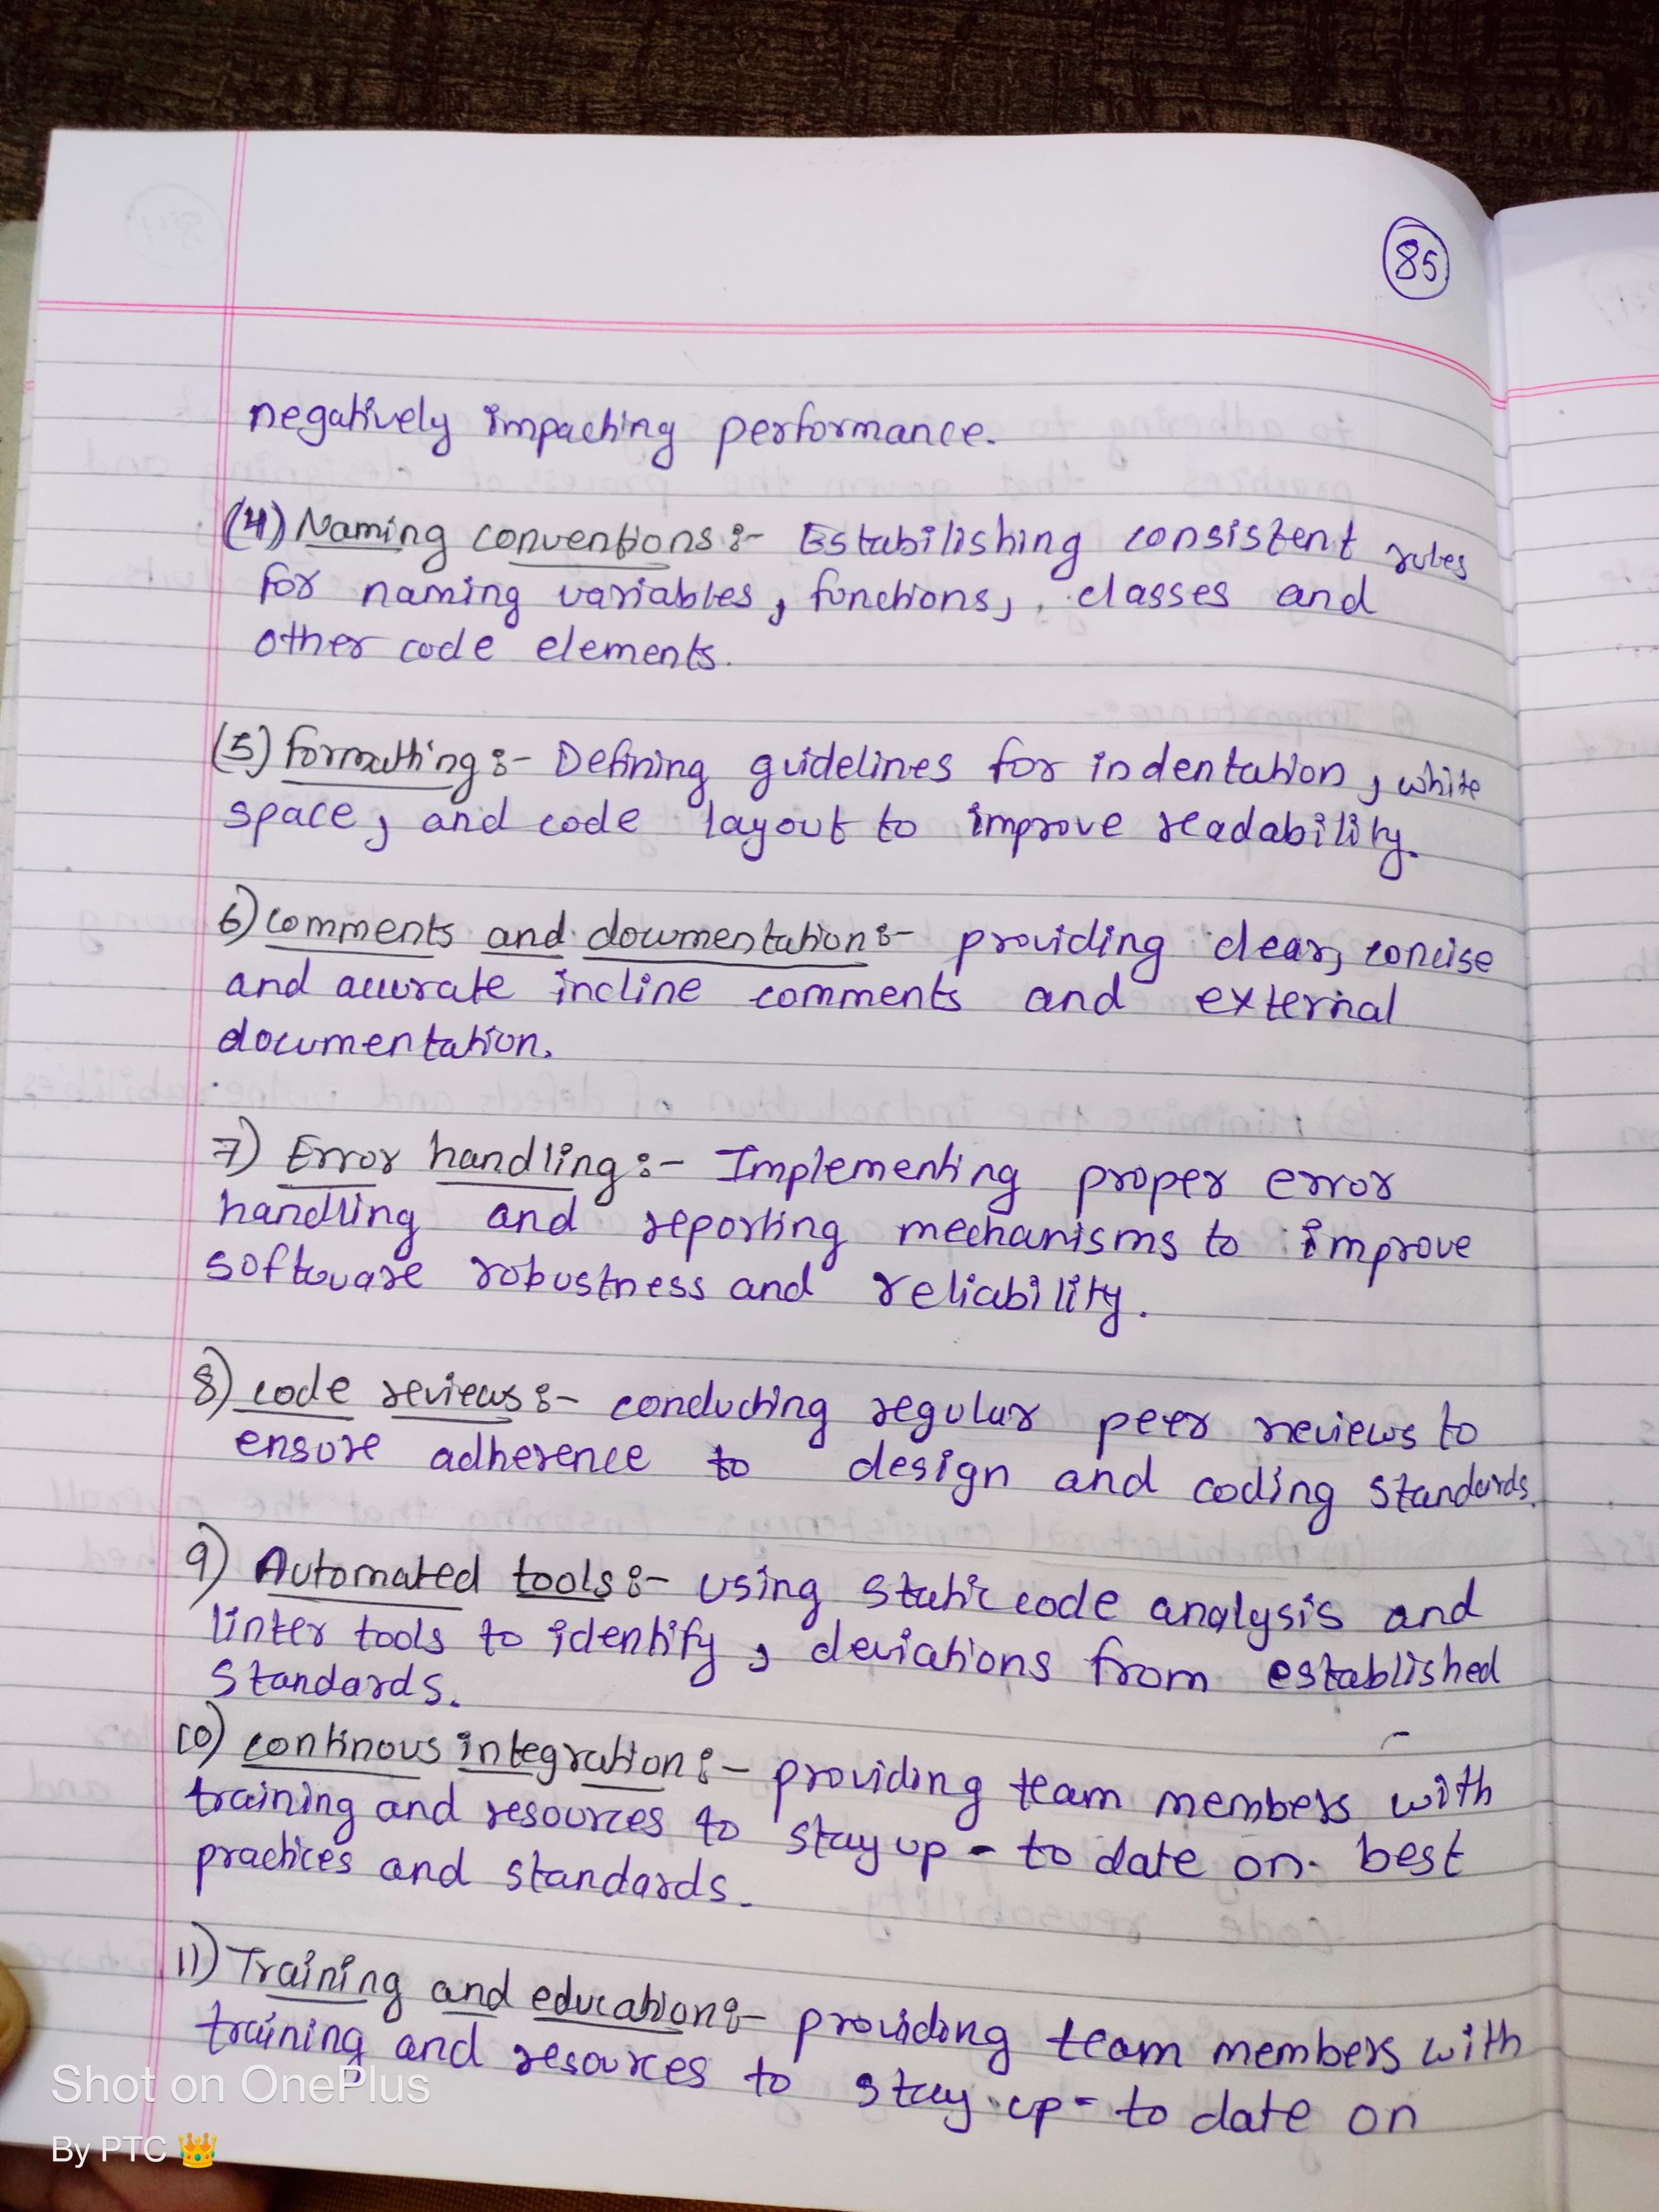 85
negatively impacting performance.
(4) Naming conventions :- Estabilishing consistent rules
for naming variables, functions, classes and
other code elements.
(5) formatting :- Defining guidelines for indentation, white
space, and code layout to improve readability.
6) comments and documentation :- providing clear, concise
and accurate incline comments and external
documentation.
7) Error handling :- Implementing proper error
handling and reporting mechanisms to improve
software robustness and reliability.
8) code reviews :- conducting regular peer reviews to
ensure adherence to design and coding standards.
9) Automated tools :- using static code analysis and
linter tools to identify, deviations from established
standards.
10) continous integration :- providing team members with
training and resources to stay up - to date on best
practices and standards.
11) Training and education :- providing team members with
training and resources to stay up - to date on
Shot on OnePlus
By PTC 👑